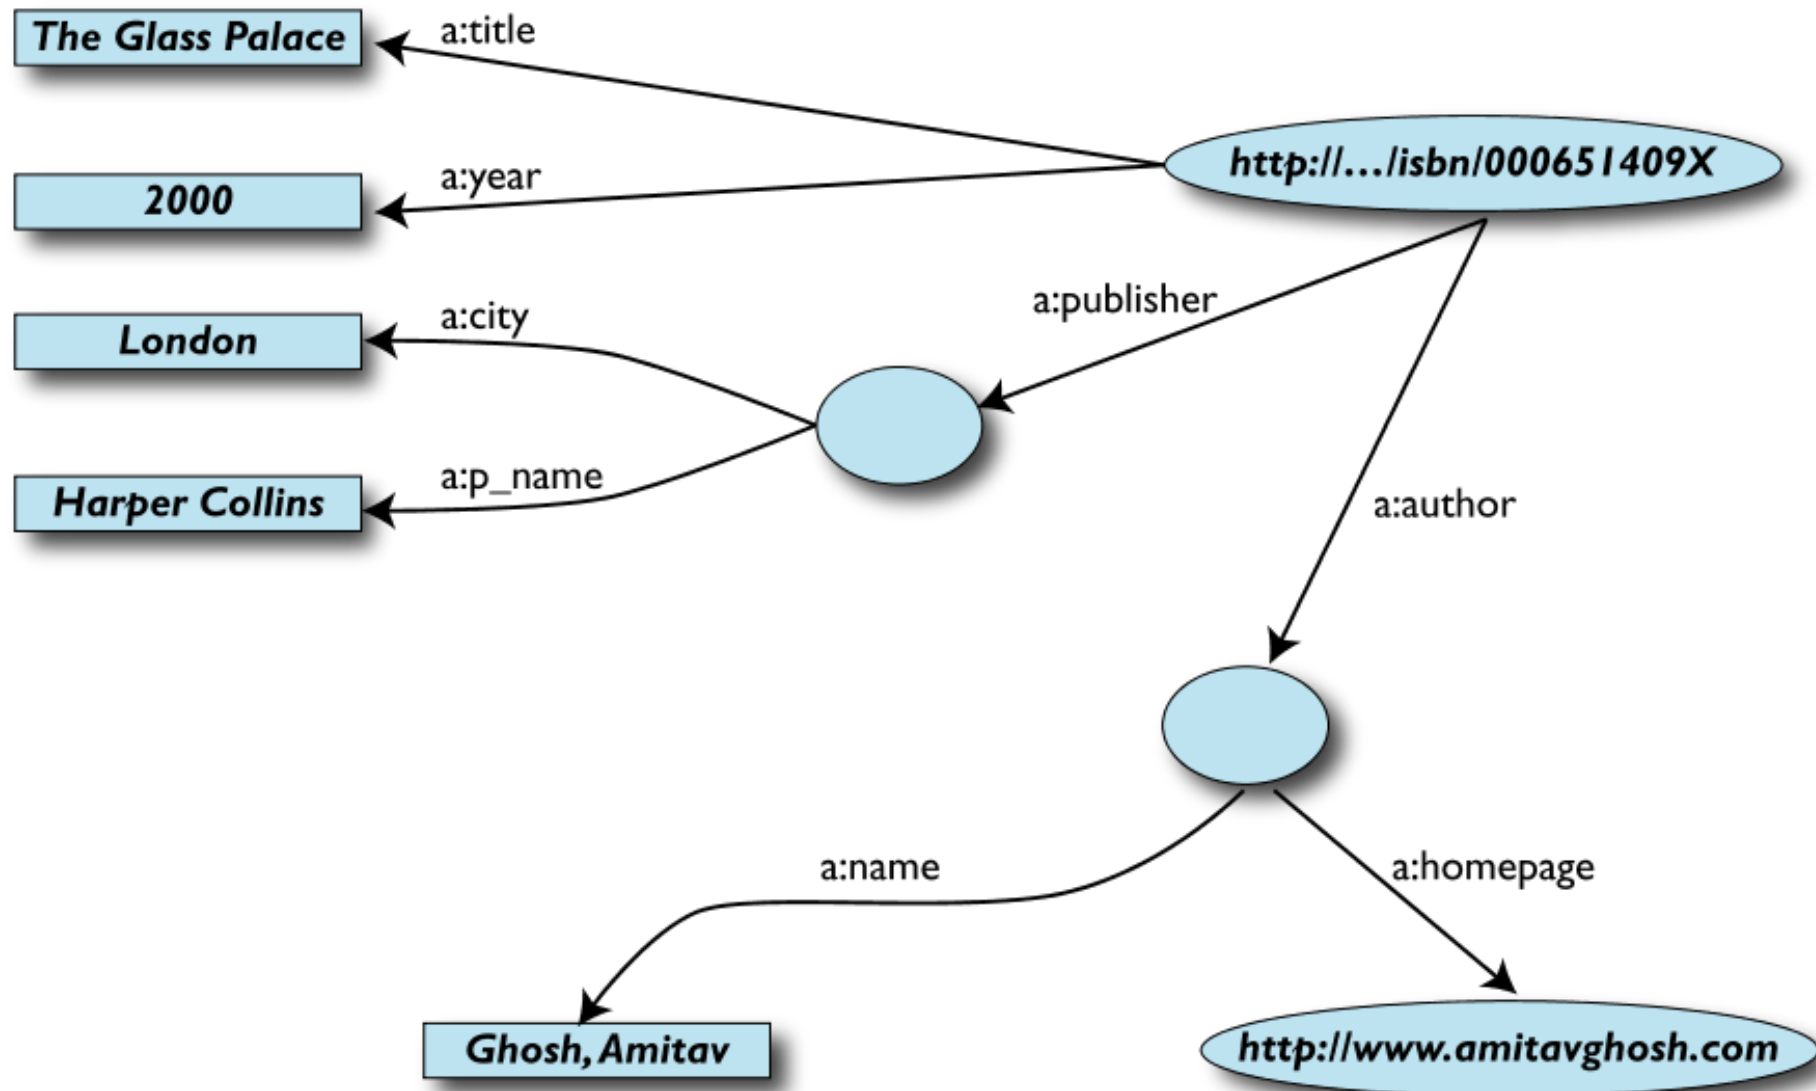 The Glass Palace
a:title
http://…/isbn/000651409X
a:year
2000
a:publisher
a:city
London
a:p_name
Harper Collins
a:author
a:name
a:homepage
Ghosh, Amitav
http://www.amitavghosh.com